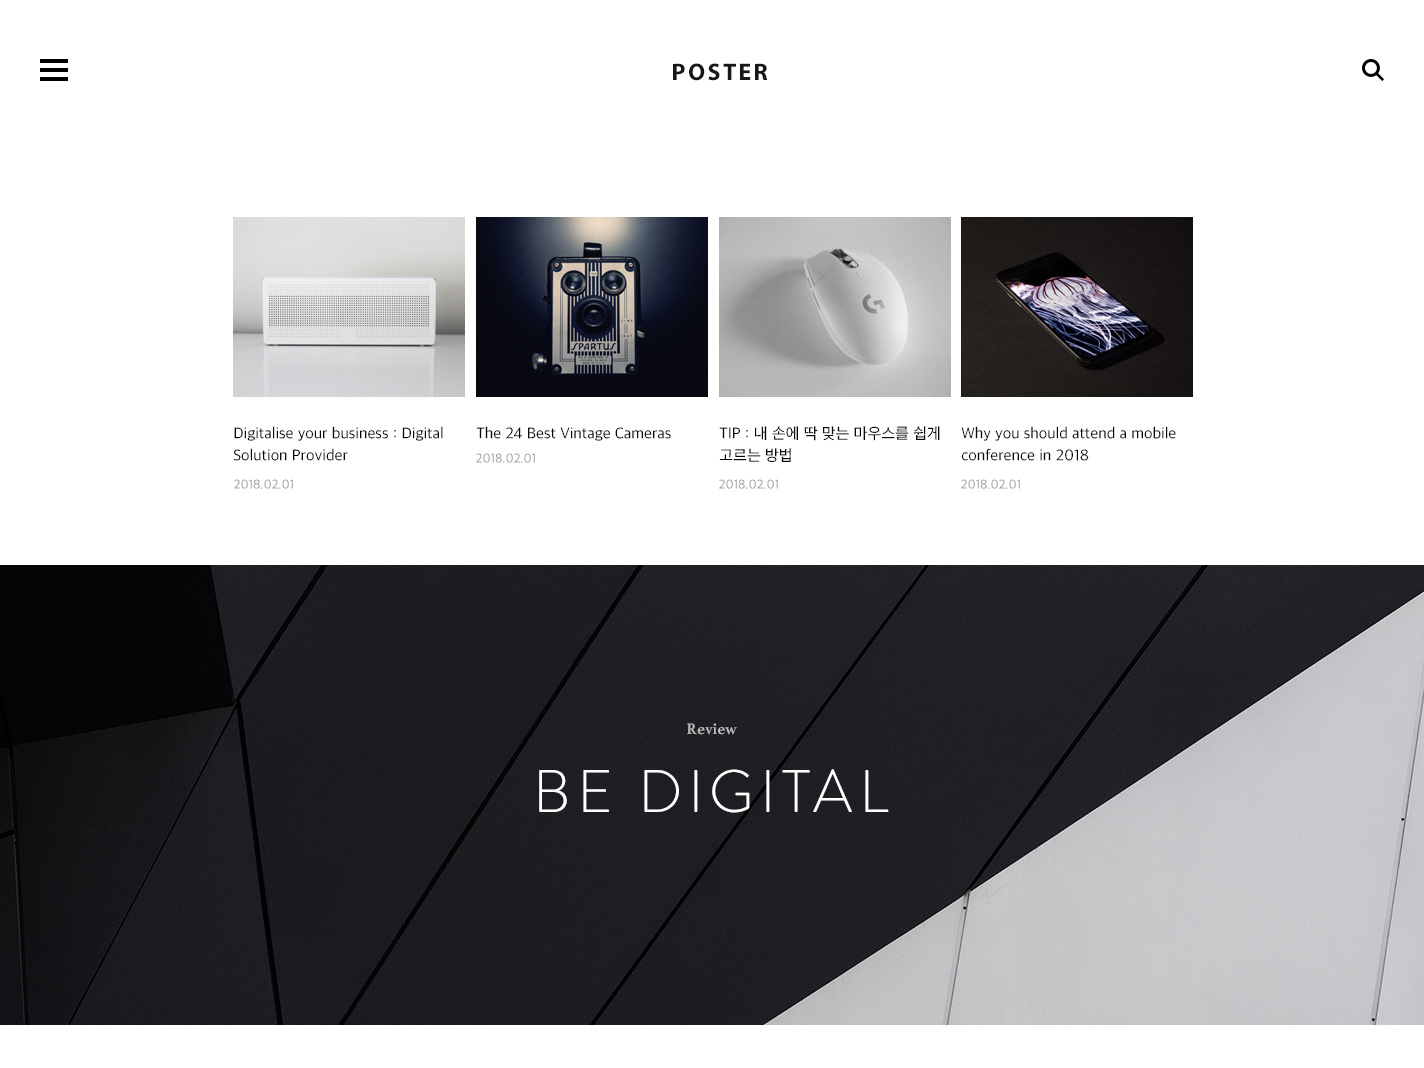 POSTER
SPARTUS
Digitalise your business : Digital
Solution Provider
2018.02.01
The 24 Best Vintage Cameras
2018.02.01
TIP : 내 손에 딱 맞는 마우스를 쉽게
고르는 방법
2018.02.01
Why you should attend a mobile
conference in 2018
2018.02.01
Review
BE DIGITAL